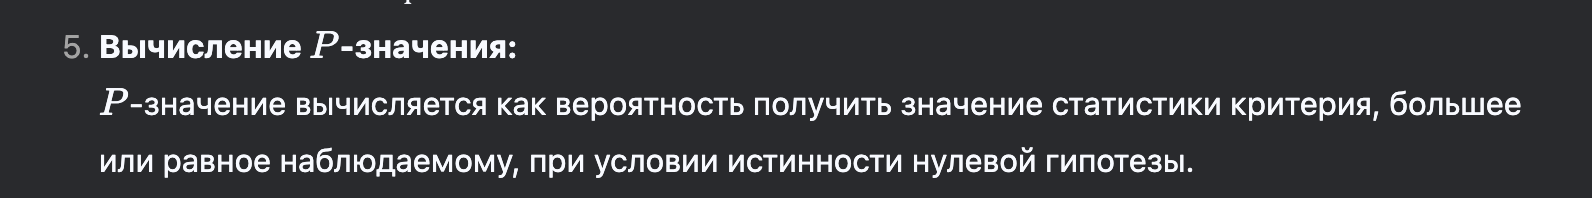 5. Вычисление P-значения:
P-значение вычисляется как вероятность получить значение статистики критерия, большее
или равное наблюдаемому, при условии истинности нулевой гипотезы.